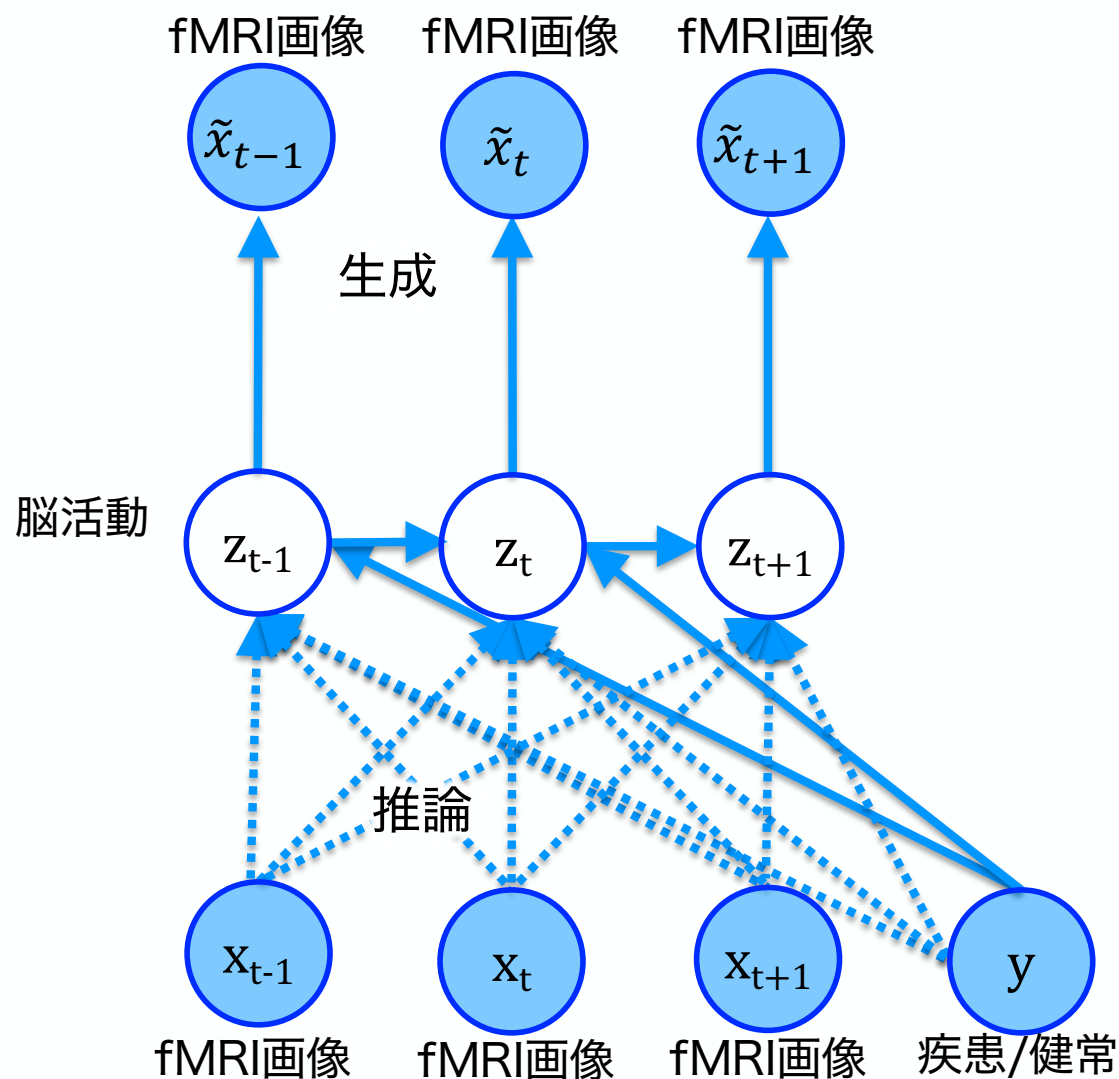 fMRI画像 fMRI画像 fMRI画像
x̃ₜ₋₁ x̃ₜ x̃ₜ₊₁
生成
脳活動 zₜ₋₁ zₜ zₜ₊₁
推論
xₜ₋₁ xₜ xₜ₊₁ y
fMRI画像 fMRI画像 fMRI画像 疾患/健常